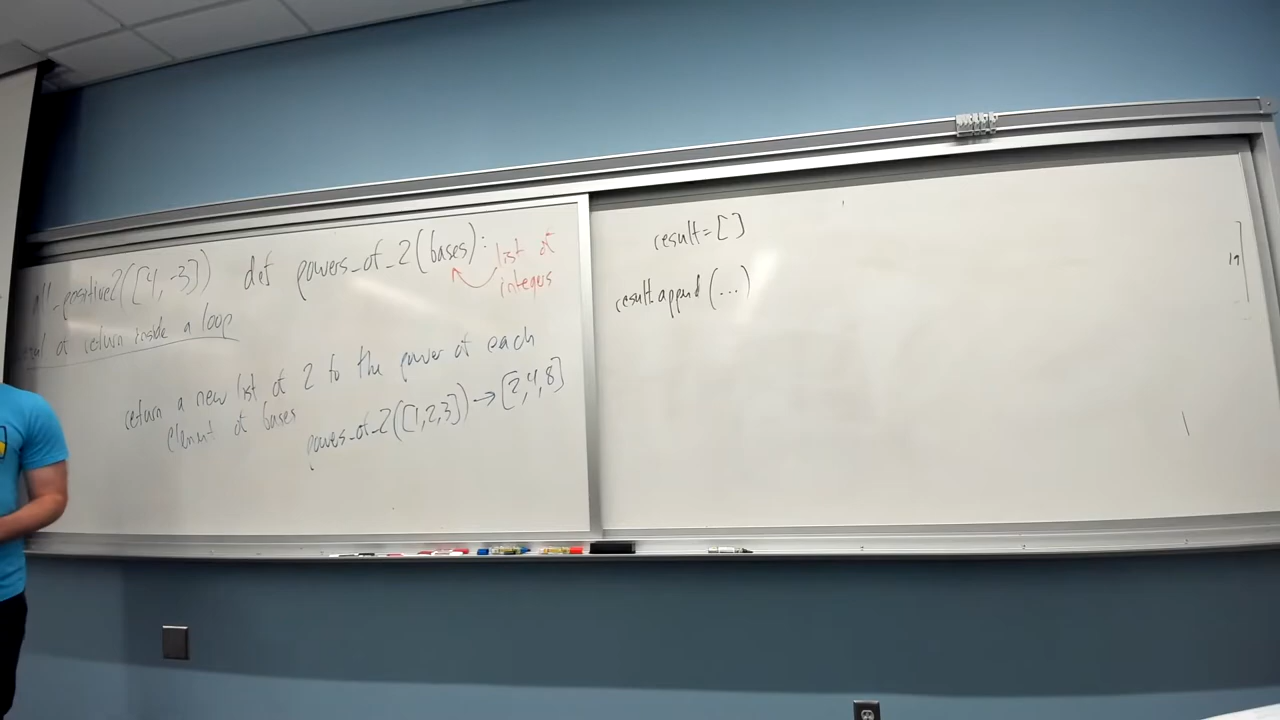 all_positive2([4, -3])
of return inside a loop
def powers_of_2(bases):
list of
integers
return a new list of 2 to the power of each
element of bases
powers_of_2([1,2,3]) → [2,4,8]
result = []
result.append(...)